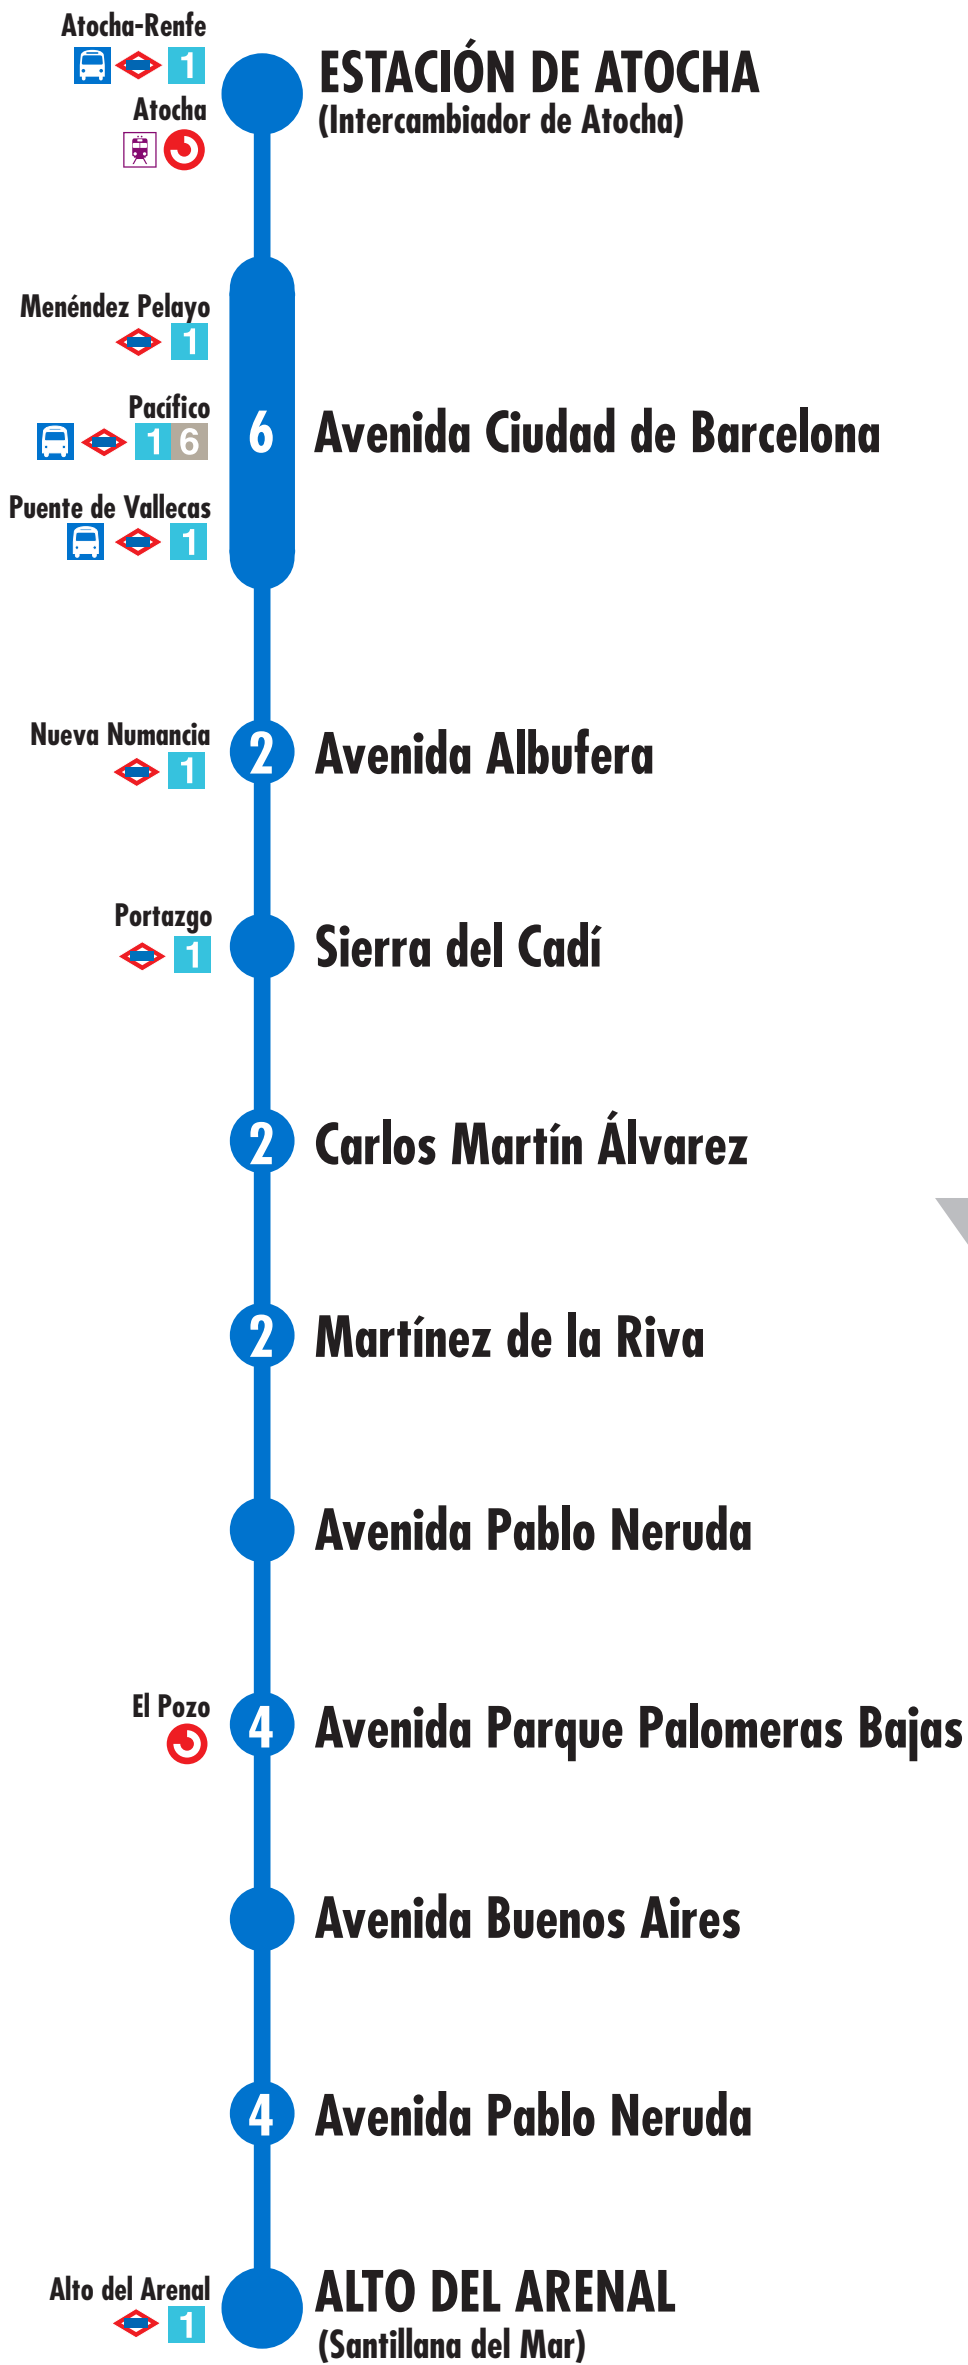 Atocha-Renfe
1
Atocha
ESTACIÓN DE ATOCHA
(Intercambiador de Atocha)
Menéndez Pelayo
1
Pacífico
1 6
Puente de Vallecas
1
6
Avenida Ciudad de Barcelona
Nueva Numancia
1
2
Avenida Albufera
Portazgo
1
Sierra del Cadí
2
Carlos Martín Álvarez
2
Martínez de la Riva
Avenida Pablo Neruda
El Pozo
4
Avenida Parque Palomeras Bajas
Avenida Buenos Aires
4
Avenida Pablo Neruda
Alto del Arenal
1
ALTO DEL ARENAL
(Santillana del Mar)